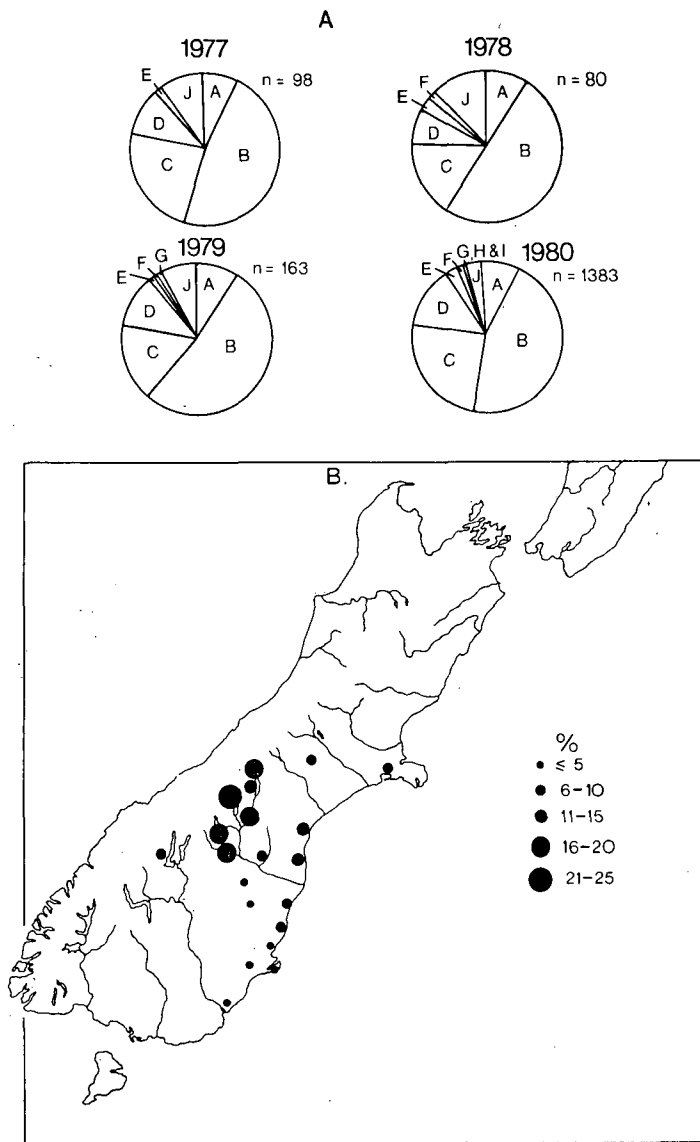 A
1977
n = 98
E
J
A
D
C
B
1978
n = 80
F
J
A
E
D
C
B
1979
n = 163
G
F
E
J
A
D
C
B
1980
n = 1383
G H & I
F
E
J
A
D
C
B
B.
%
≤ 5
6-10
11-15
16-20
21-25